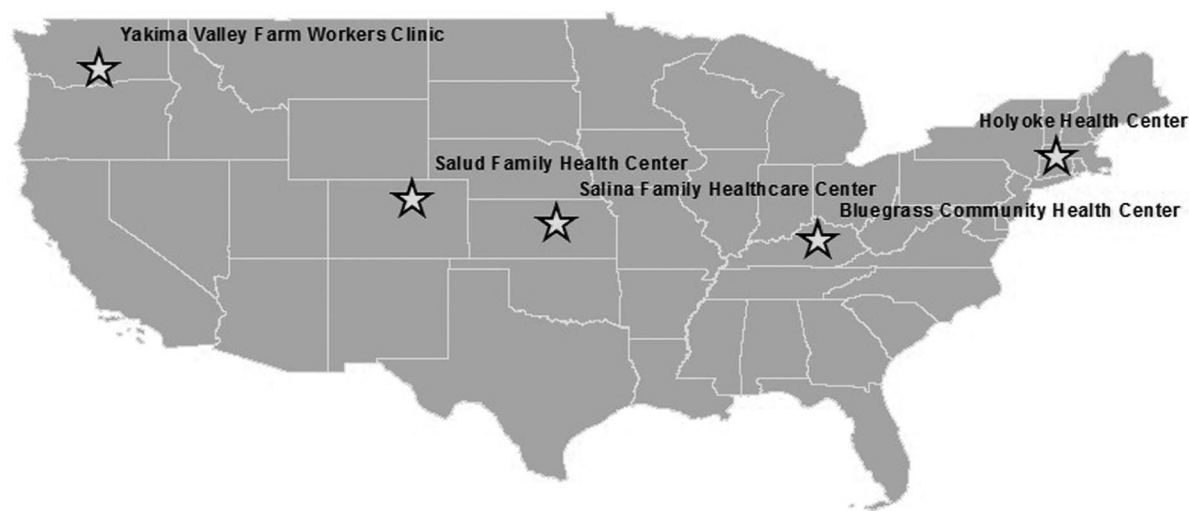 Yakima Valley Farm Workers Clinic
Holyoke Health Center
Salud Family Health Center
Salina Family Healthcare Center
Bluegrass Community Health Center